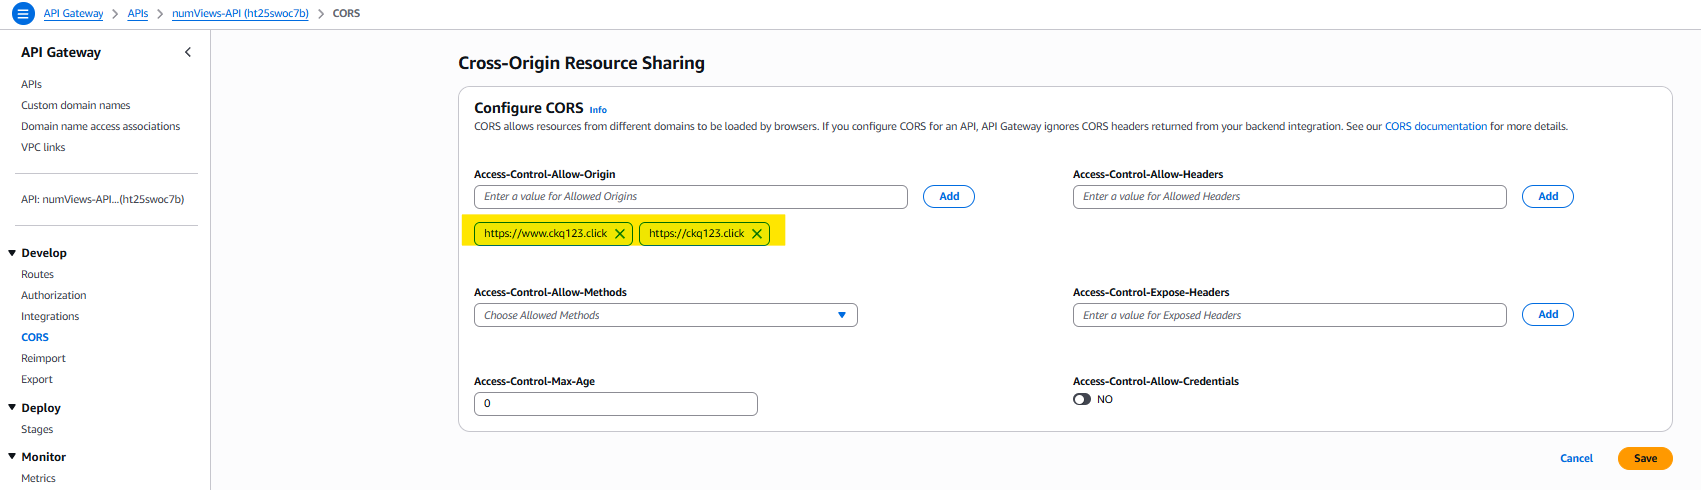 API Gateway > APIs > numViews-API (ht25swoc7b) > CORS
API Gateway
APIs
Custom domain names
Domain name access associations
VPC links
API: numViews-API...(ht25swoc7b)
Develop
Routes
Authorization
Integrations
CORS
Reimport
Export
Deploy
Stages
Monitor
Metrics
Cross-Origin Resource Sharing
Configure CORS Info
CORS allows resources from different domains to be loaded by browsers. If you configure CORS for an API, API Gateway ignores CORS headers returned from your backend integration. See our CORS documentation for more details.
Access-Control-Allow-Origin
Enter a value for Allowed Origins
Add
https://www.ckq123.click
https://ckq123.click
Access-Control-Allow-Headers
Enter a value for Allowed Headers
Add
Access-Control-Allow-Methods
Choose Allowed Methods
Access-Control-Expose-Headers
Enter a value for Exposed Headers
Add
Access-Control-Max-Age
0
Access-Control-Allow-Credentials
NO
Cancel
Save